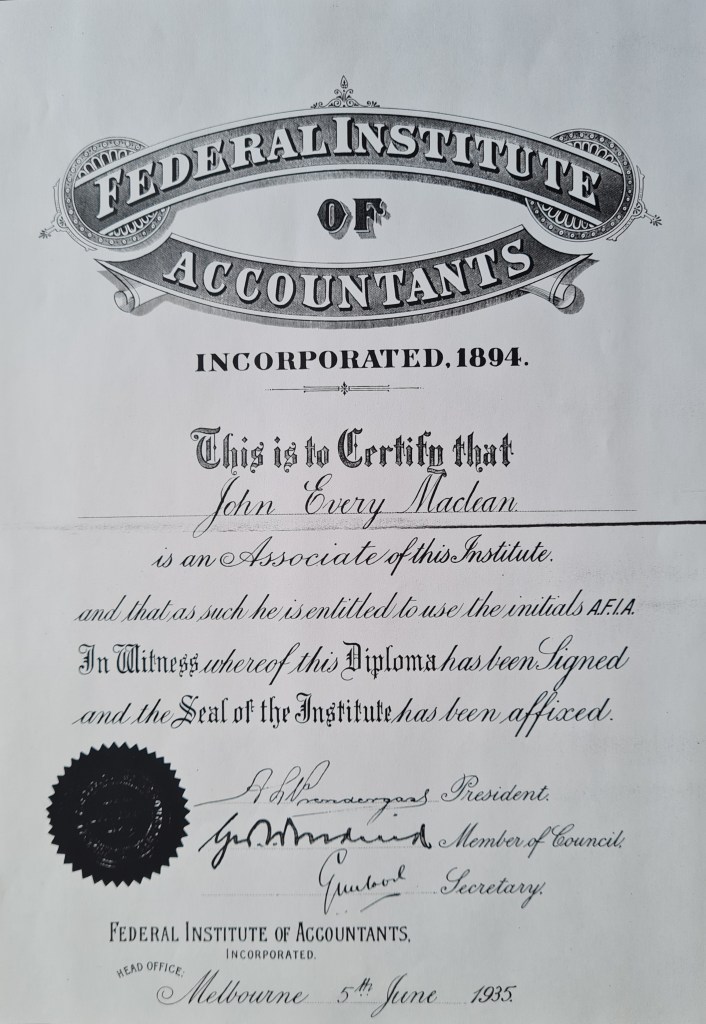 FEDERAL INSTITUTE
OF
ACCOUNTANTS
INCORPORATED, 1894.
This is to Certify that
John Every Maclean.
is an Associate of this Institute.
and that as such he is entitled to use the initials A.F.I.A.
In Witness whereof this Diploma has been Signed
and the Seal of the Institute has been affixed.
President.
Member of Council.
Secretary.
FEDERAL INSTITUTE OF ACCOUNTANTS,
INCORPORATED.
HEAD OFFICE:
Melbourne 5th June 1935.